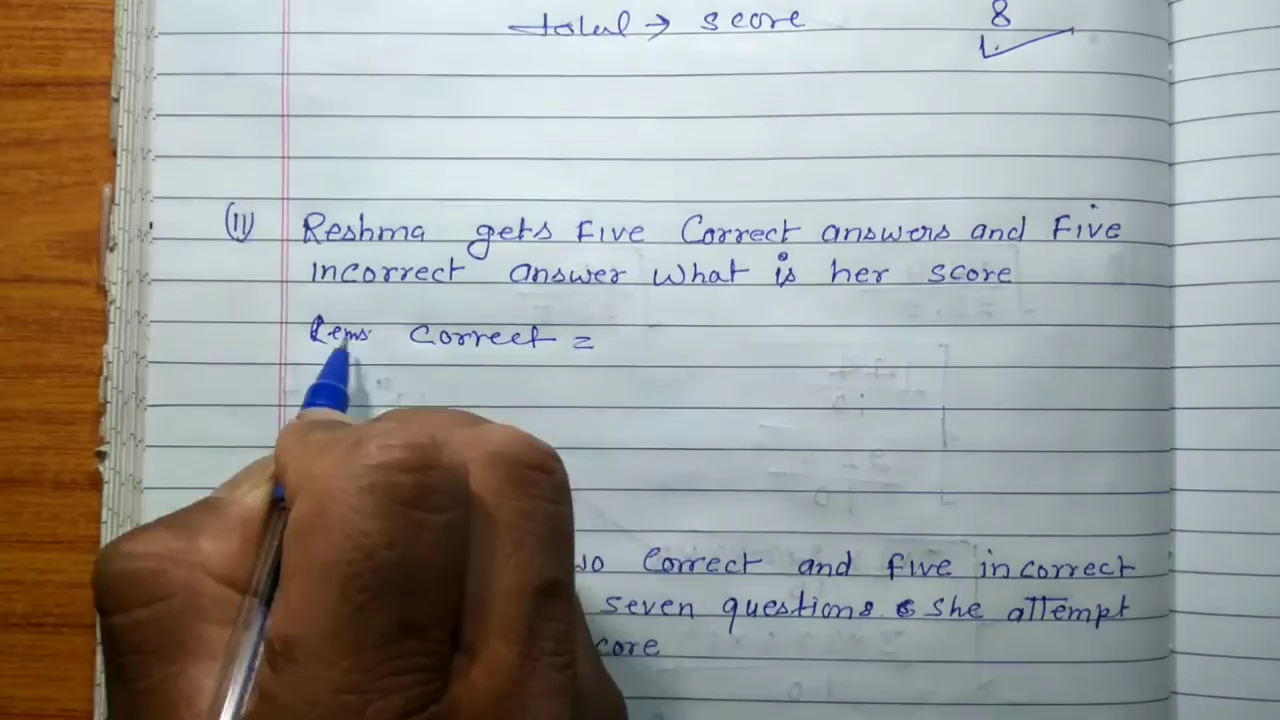 total → score 8
(II) Reshma gets Five Correct answers and Five
incorrect answer what is her score
Correct =
Correct and five incorrect
seven questions she attempt
core